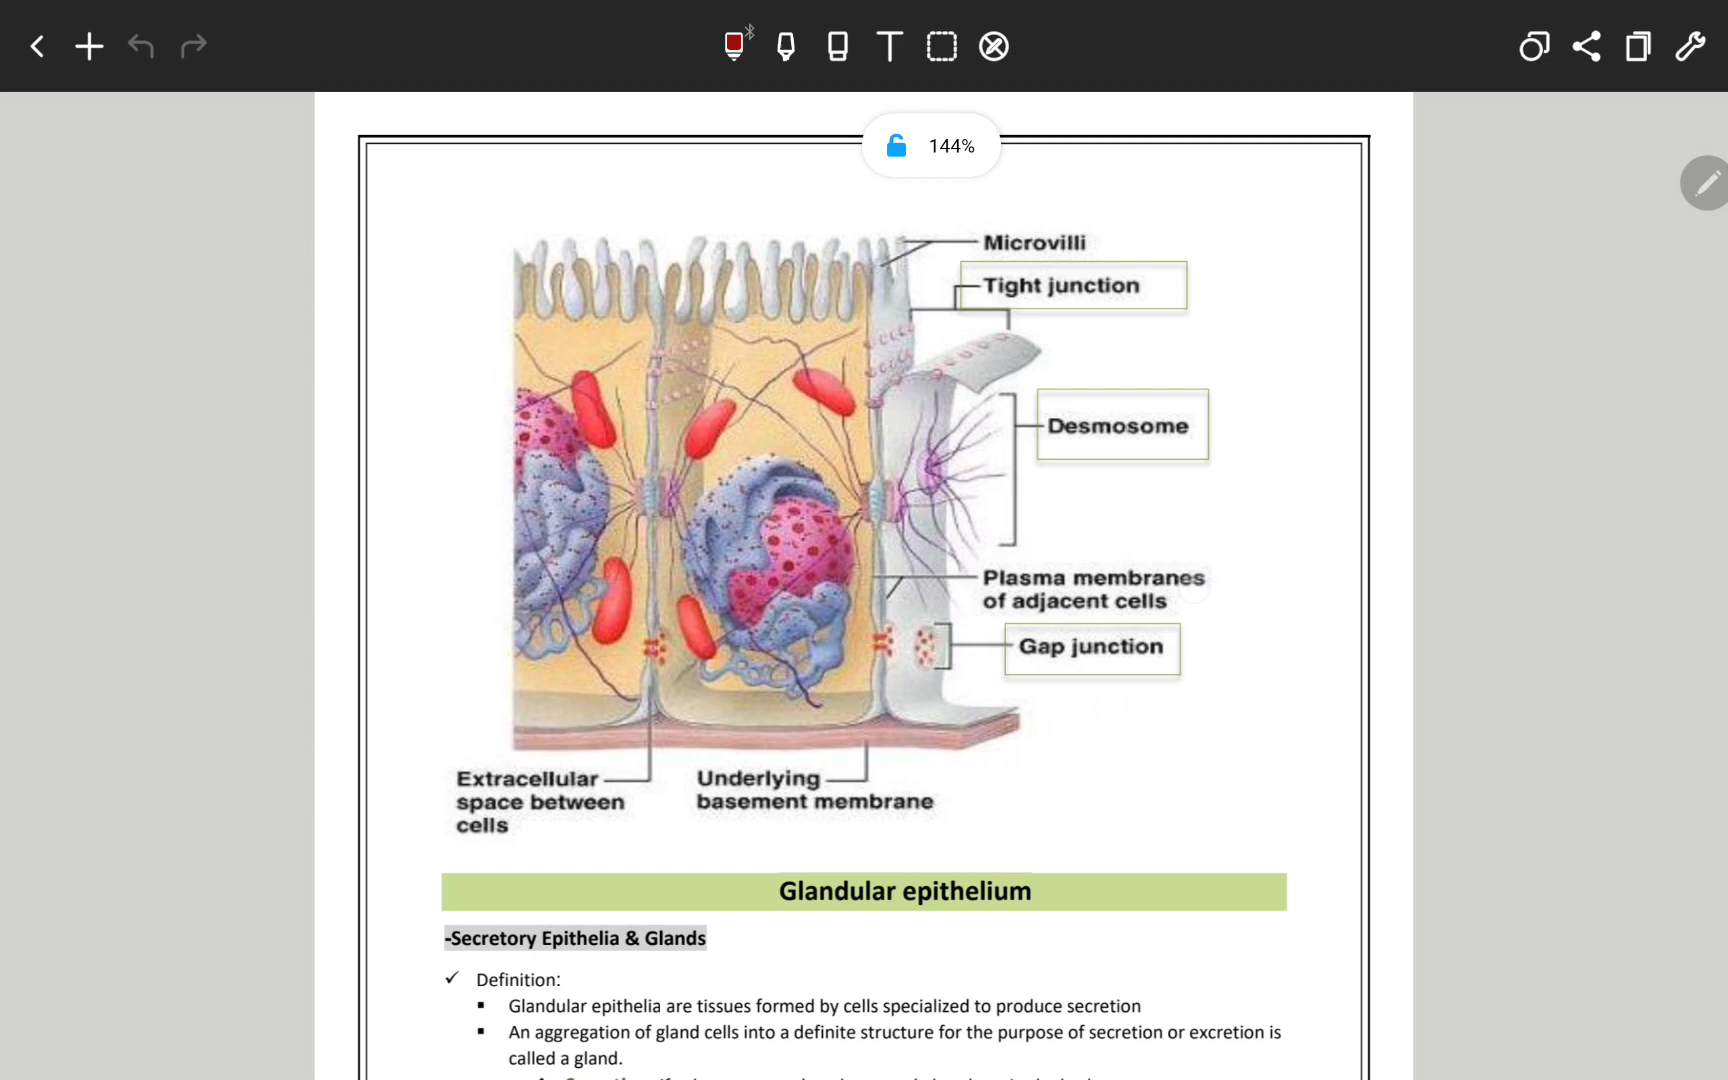 144%
Microvilli
Tight junction
Desmosome
Plasma membranes
of adjacent cells
Gap junction
Extracellular
space between
cells
Underlying
basement membrane
Glandular epithelium
-Secretory Epithelia & Glands
✓ Definition:
▪ Glandular epithelia are tissues formed by cells specialized to produce secretion
▪ An aggregation of gland cells into a definite structure for the purpose of secretion or excretion is
called a gland.